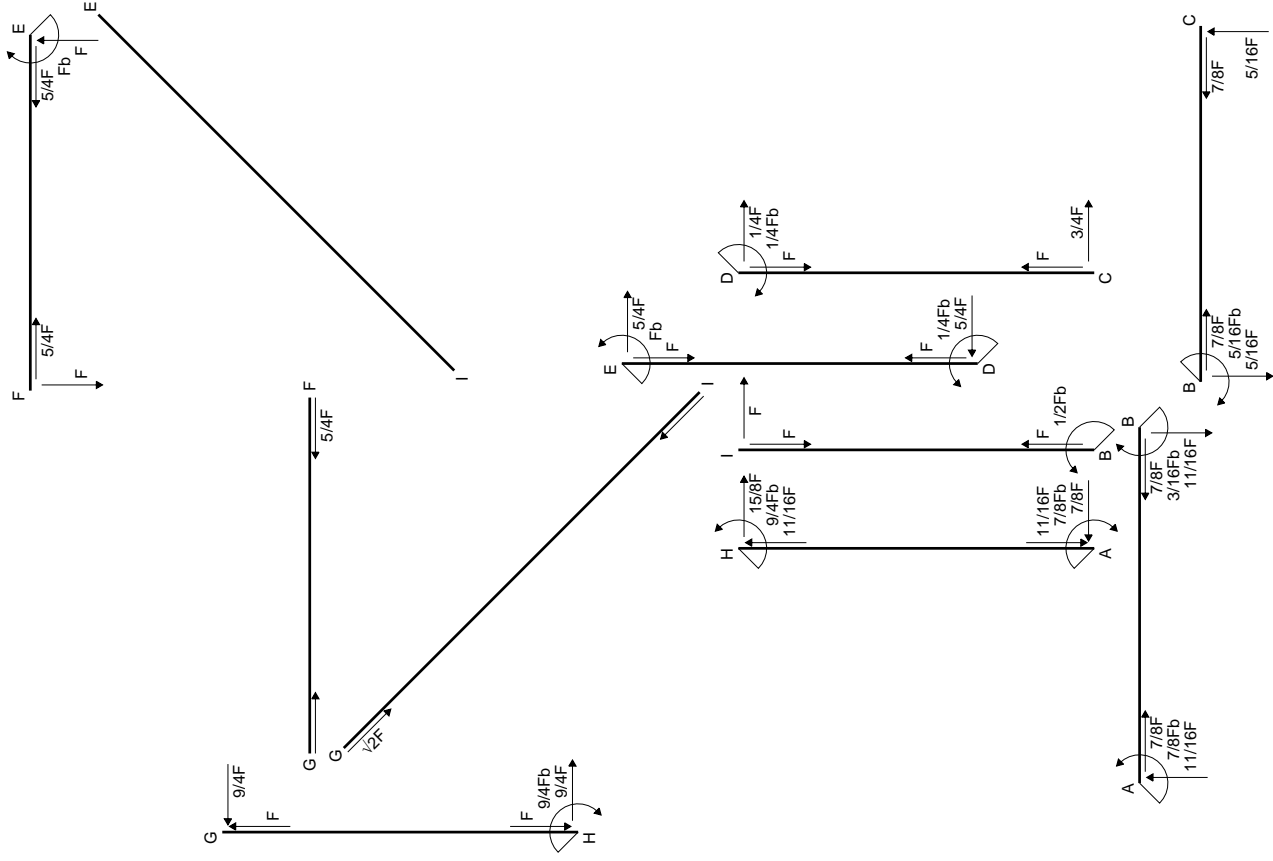 E
F
5/4F
Fb
F
5/4F
E
I
F
5/4F
G
G
√2F
I
9/4F
G
F
F
9/4Fb
9/4F
H
D
1/4F
1/4Fb
F
F
3/4F
C
E
5/4F
Fb
F
F
1/4Fb
5/4F
D
I
F
F
F
1/2Fb
B
H
15/8F
9/4Fb
11/16F
11/16F
7/8Fb
7/8F
A
B
7/8F
3/16Fb
11/16F
A
7/8F
7/8Fb
11/16F
C
7/8F
5/16F
B
7/8F
5/16Fb
5/16F